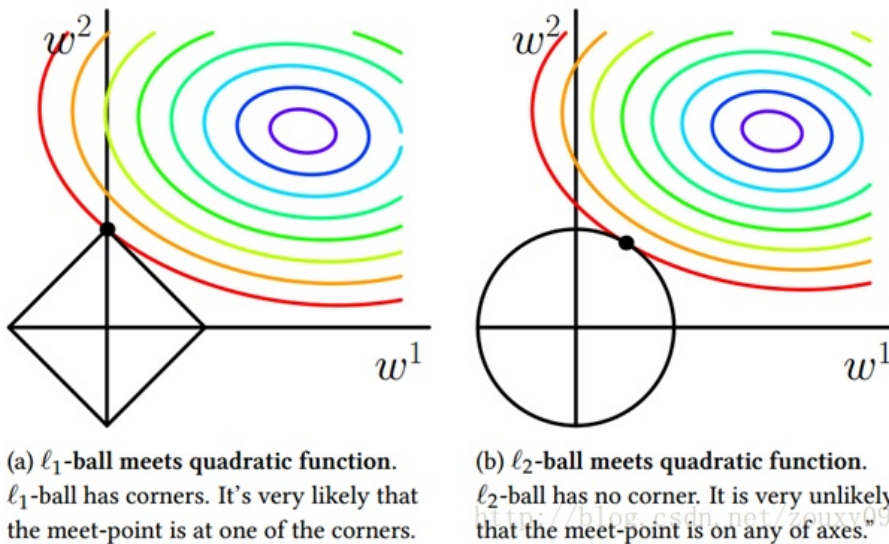 w²
w¹
(a) ℓ₁-ball meets quadratic function.
ℓ₁-ball has corners. It's very likely that
the meet-point is at one of the corners.
w²
w¹
(b) ℓ₂-ball meets quadratic function.
ℓ₂-ball has no corner. It is very unlikely
http://blog.csdn.net/zouxy09
that the meet-point is on any of axes."